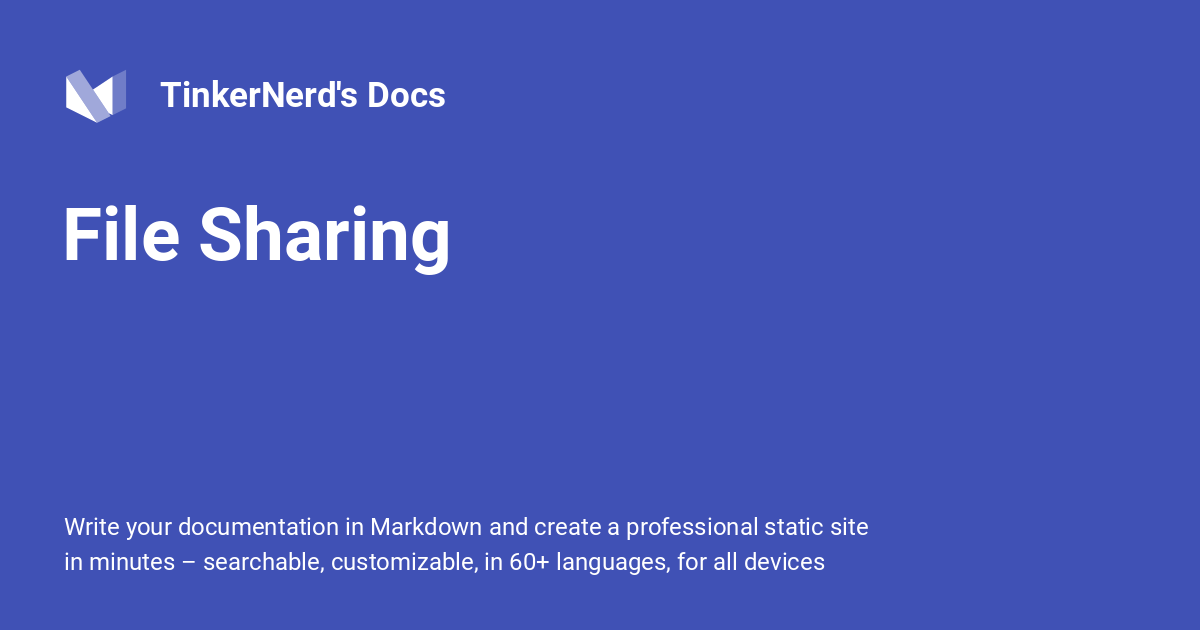 TinkerNerd's Docs
File Sharing
Write your documentation in Markdown and create a professional static site
in minutes – searchable, customizable, in 60+ languages, for all devices